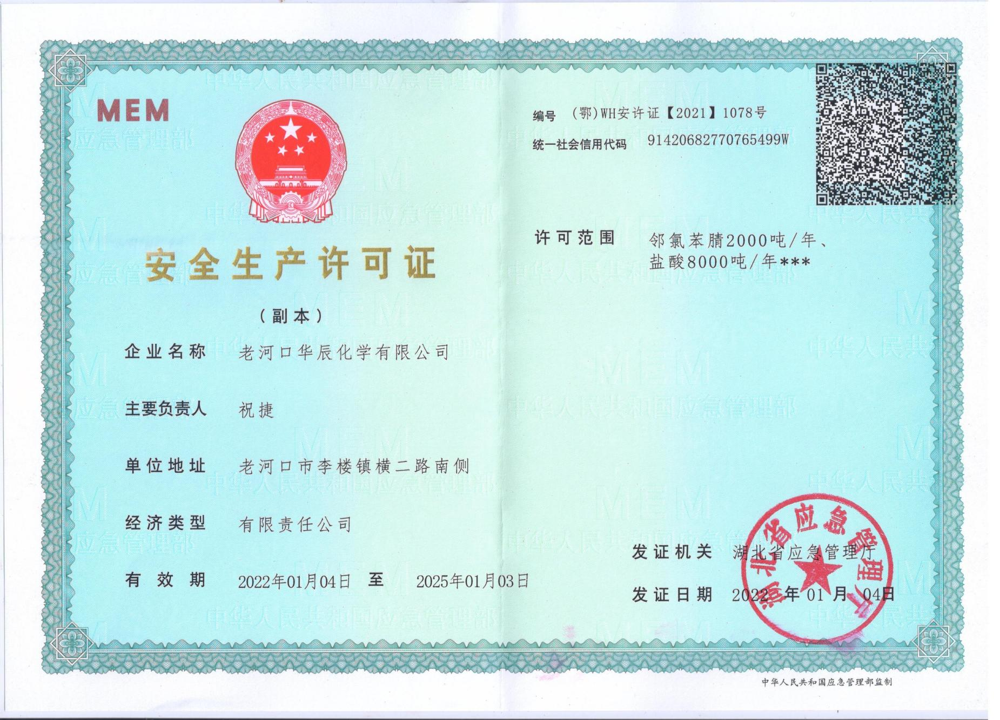 MEM
安全生产许可证
（副本）
企业名称 老河口华辰化学有限公司
主要负责人 祝捷
单位地址 老河口市李楼镇横二路南侧
经济类型 有限责任公司
有效期 2022年01月04日 至 2025年01月03日
编号 (鄂)WH安许证【2021】1078号
统一社会信用代码 91420682770765499W
许可范围 邻氯苯腈2000吨/年、
盐酸8000吨/年***
发证机关 湖北省应急管理厅
发证日期 2022年01月04日
湖北省应急管理厅
中华人民共和国应急管理部监制